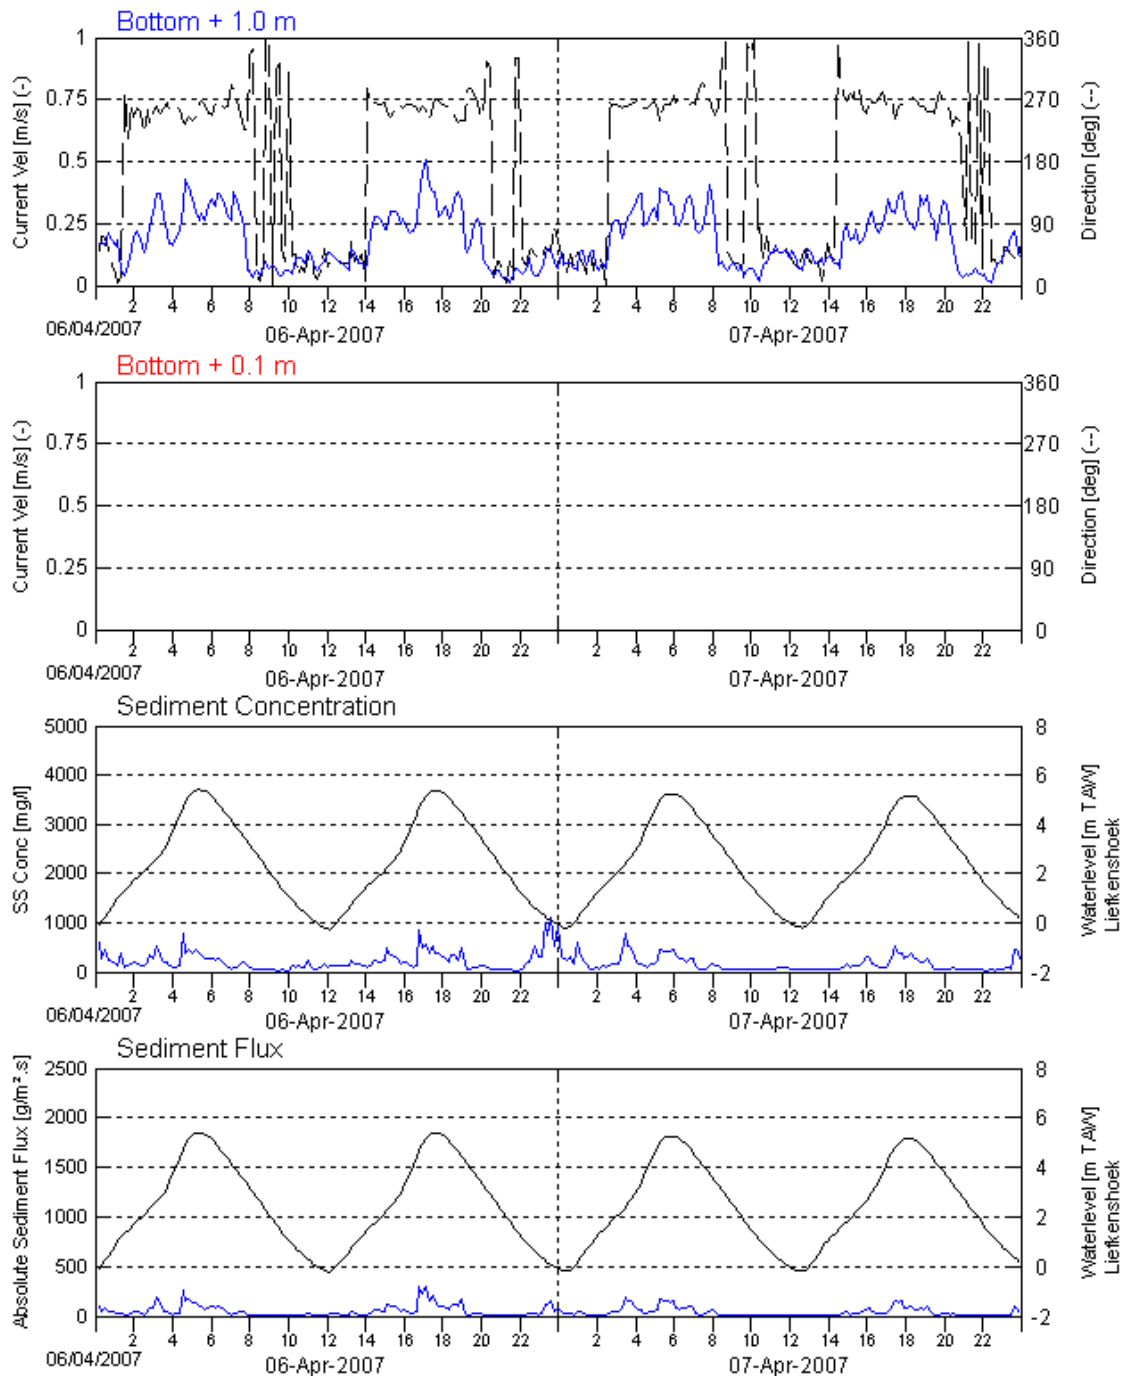 Bottom + 1.0 m
Current Vel [m/s] (-)
1
0.75
0.5
0.25
0
360
270
180
90
0
Direction [deg] (--)
2 4 6 8 10 12 14 16 18 20 22 2 4 6 8 10 12 14 16 18 20 22
06/04/2007
06-Apr-2007 07-Apr-2007
Bottom + 0.1 m
Current Vel [m/s] (-)
1
0.75
0.5
0.25
0
360
270
180
90
0
Direction [deg] (--)
2 4 6 8 10 12 14 16 18 20 22 2 4 6 8 10 12 14 16 18 20 22
06/04/2007
06-Apr-2007 07-Apr-2007
Sediment Concentration
SS Conc [mg/l]
5000
4000
3000
2000
1000
0
8
6
4
2
0
-2
Waterlevel [m TAW]
Liefkenshoek
2 4 6 8 10 12 14 16 18 20 22 2 4 6 8 10 12 14 16 18 20 22
06/04/2007
06-Apr-2007 07-Apr-2007
Sediment Flux
Absolute Sediment Flux [g/m².s]
2500
2000
1500
1000
500
0
8
6
4
2
0
-2
Waterlevel [m TAW]
Liefkenshoek
2 4 6 8 10 12 14 16 18 20 22 2 4 6 8 10 12 14 16 18 20 22
06/04/2007
06-Apr-2007 07-Apr-2007